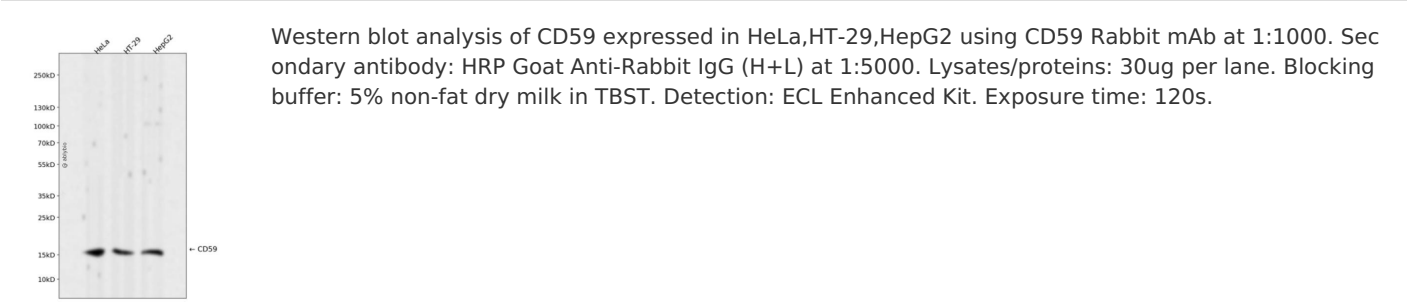 HeLa HT-29 HepG2
250kD
130kD
100kD
70kD
55kD
35kD
25kD
15kD
10kD
← CD59
Western blot analysis of CD59 expressed in HeLa,HT-29,HepG2 using CD59 Rabbit mAb at 1:1000. Sec
ondary antibody: HRP Goat Anti-Rabbit IgG (H+L) at 1:5000. Lysates/proteins: 30ug per lane. Blocking
buffer: 5% non-fat dry milk in TBST. Detection: ECL Enhanced Kit. Exposure time: 120s.